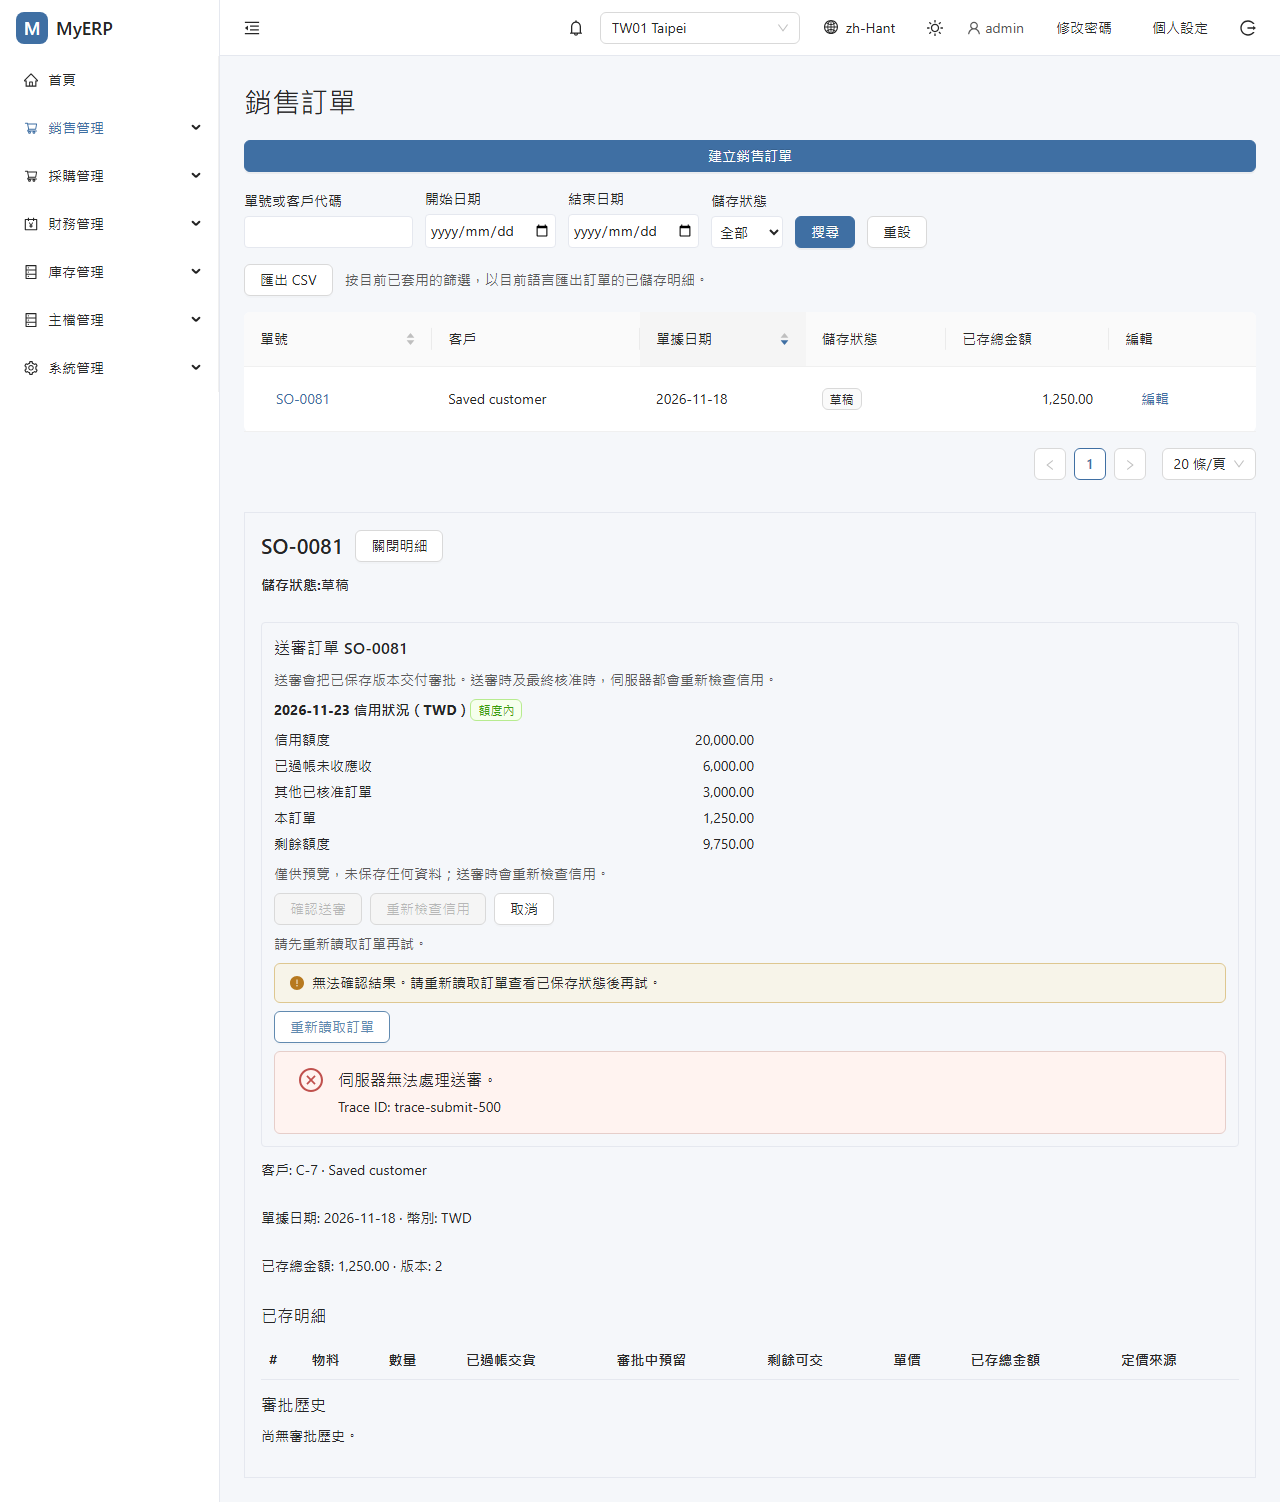 M MyERP
TW01 Taipei
zh-Hant
admin
修改密碼
個人設定
首頁
銷售管理
採購管理
財務管理
庫存管理
主檔管理
系統管理
銷售訂單
建立銷售訂單
單號或客戶代碼
開始日期
結束日期
儲存狀態
yyyy/mm/dd
yyyy/mm/dd
全部
搜尋
重設
匯出 CSV
按目前已套用的篩選，以目前語言匯出訂單的已儲存明細。
單號 客戶 單據日期 儲存狀態 已存總金額 編輯
SO-0081 Saved customer 2026-11-18 草稿 1,250.00 編輯
1
20 條/頁
SO-0081 關閉明細
儲存狀態:草稿
送審訂單 SO-0081
送審會把已保存版本交付審批。送審時及最終核准時，伺服器都會重新檢查信用。
2026-11-23 信用狀況（TWD） 額度內
信用額度 20,000.00
已過帳未收應收 6,000.00
其他已核准訂單 3,000.00
本訂單 1,250.00
剩餘額度 9,750.00
僅供預覽，未保存任何資料；送審時會重新檢查信用。
確認送審 重新檢查信用 取消
請先重新讀取訂單再試。
無法確認結果。請重新讀取訂單查看已保存狀態後再試。
重新讀取訂單
伺服器無法處理送審。
Trace ID: trace-submit-500
客戶: C-7 · Saved customer
單據日期: 2026-11-18 · 幣別: TWD
已存總金額: 1,250.00 · 版本: 2
已存明細
# 物料 數量 已過帳交貨 審批中預留 剩餘可交 單價 已存總金額 定價來源
審批歷史
尚無審批歷史。